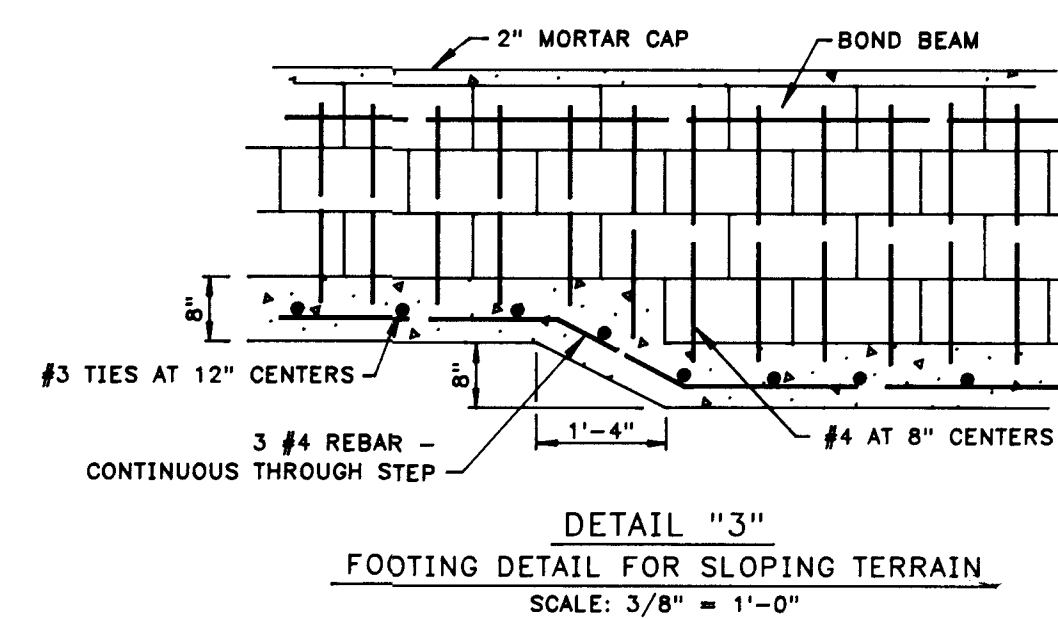 2" MORTAR CAP
BOND BEAM
8"
#3 TIES AT 12" CENTERS
8"
1'-4"
#4 AT 8" CENTERS
3 #4 REBAR -
CONTINUOUS THROUGH STEP
DETAIL "3"
FOOTING DETAIL FOR SLOPING TERRAIN
SCALE: 3/8" = 1'-0"